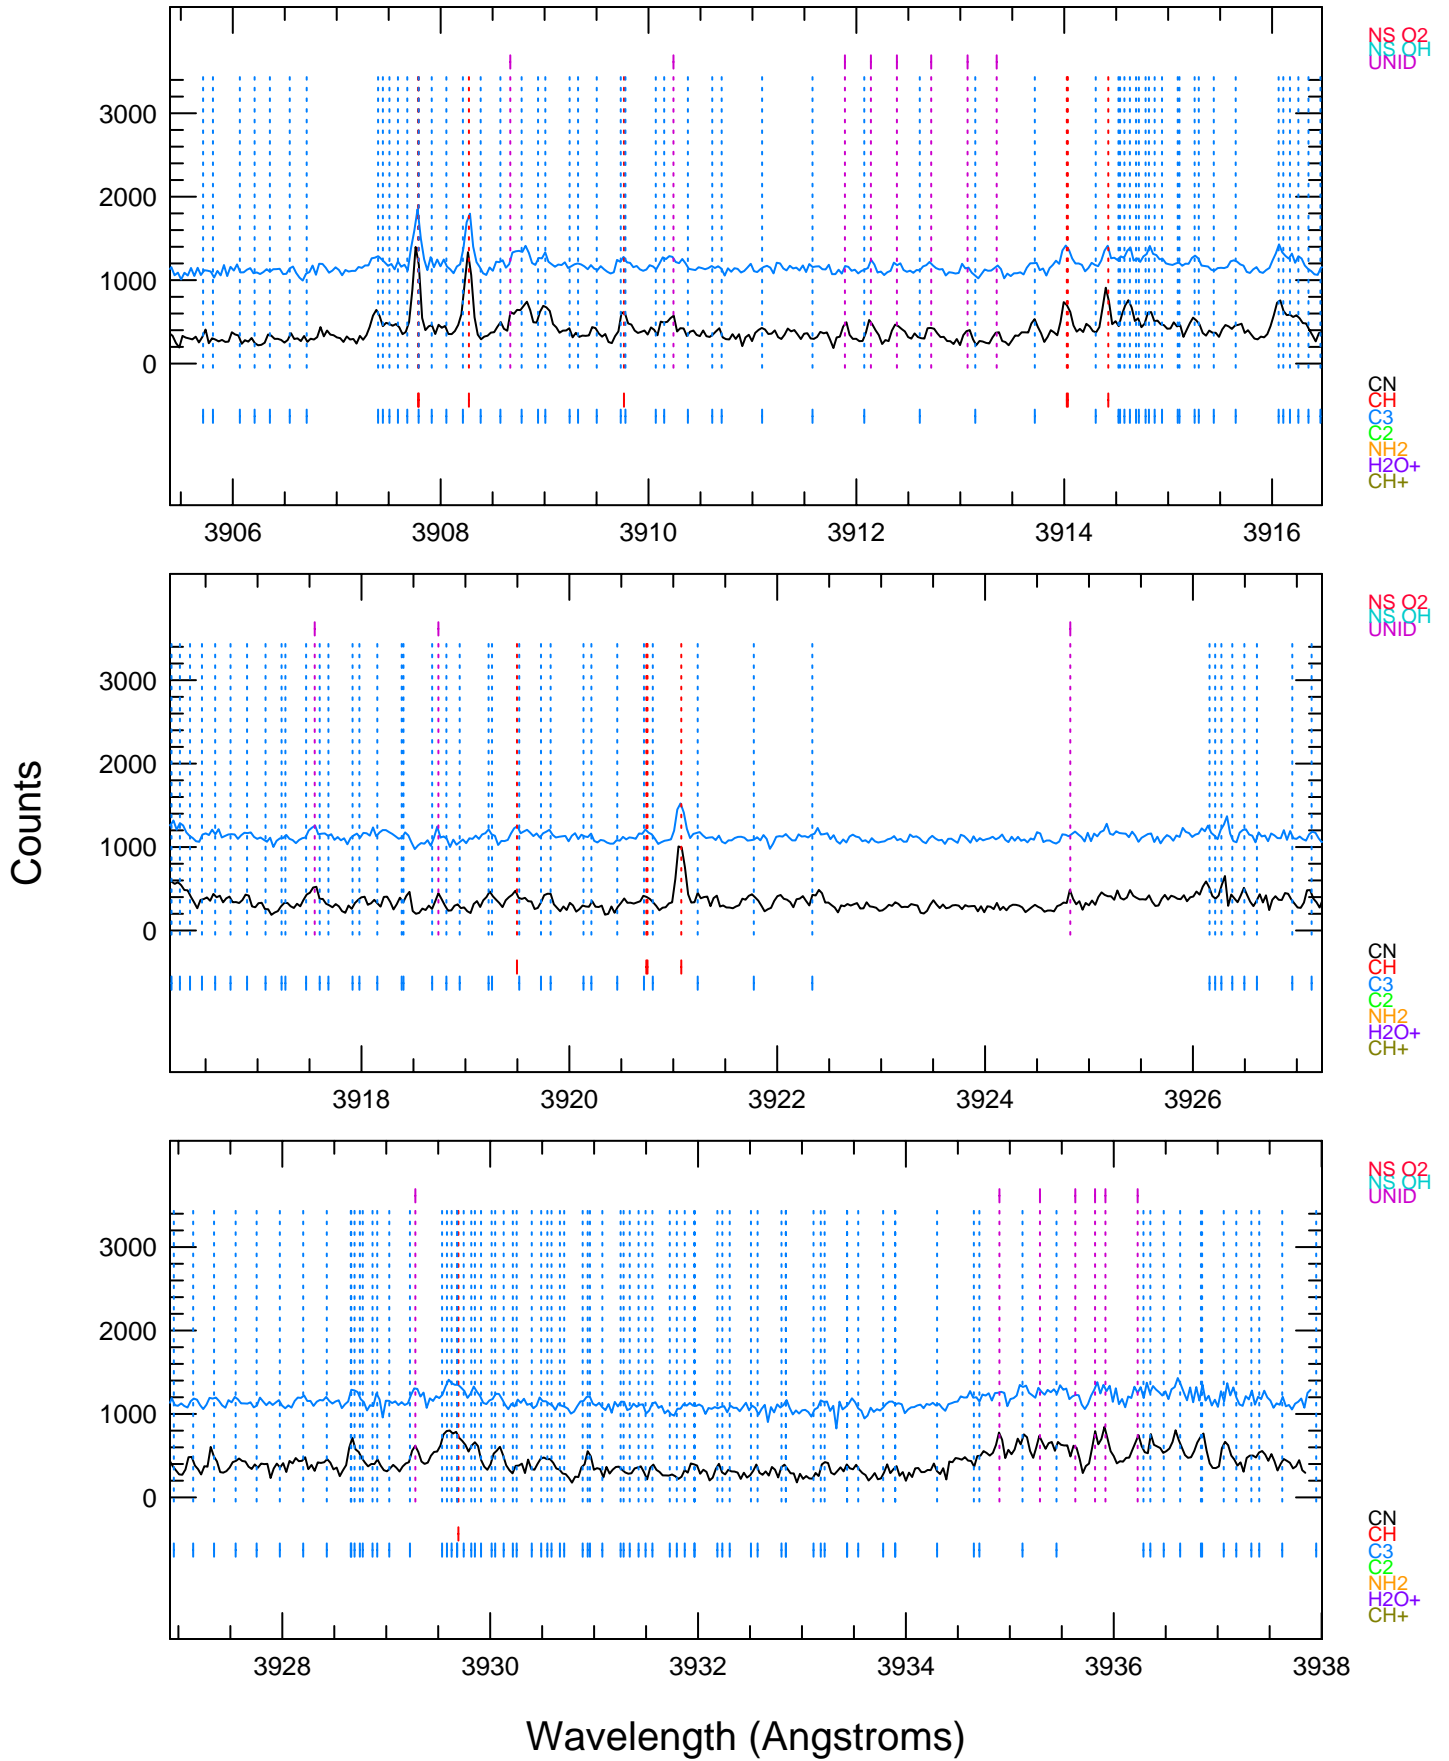 NS O2
NS OH
UNID
3000
2000
1000
0
CN
CH
C3
C2
NH2
H2O+
CH+
3906
3908
3910
3912
3914
3916
NS O2
NS OH
UNID
3000
2000
1000
0
Counts
CN
CH
C3
C2
NH2
H2O+
CH+
3918
3920
3922
3924
3926
NS O2
NS OH
UNID
3000
2000
1000
0
CN
CH
C3
C2
NH2
H2O+
CH+
3928
3930
3932
3934
3936
3938
Wavelength (Angstroms)